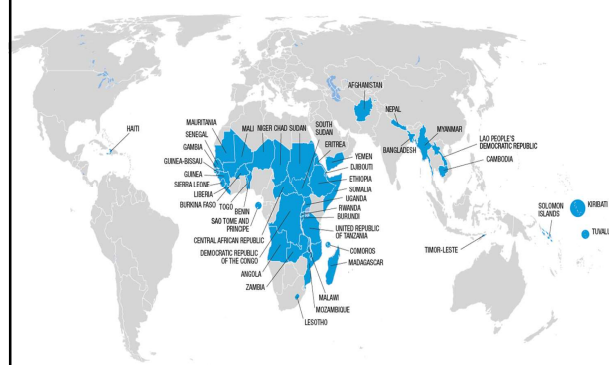 HAITI
MAURITANIA
SENEGAL
GAMBIA
GUINEA-BISSAU
GUINEA
SIERRA LEONE
LIBERIA
BURKINA FASO
TOGO
BENIN
SAO TOME AND
PRINCIPE
CENTRAL AFRICAN REPUBLIC
DEMOCRATIC REPUBLIC
OF THE CONGO
ANGOLA
ZAMBIA
LESOTHO
MALI
NIGER
CHAD
SUDAN
SOUTH
SUDAN
ERITREA
YEMEN
DJIBOUTI
ETHIOPIA
SOMALIA
UGANDA
RWANDA
BURUNDI
UNITED REPUBLIC
OF TANZANIA
COMOROS
MADAGASCAR
MALAWI
MOZAMBIQUE
AFGHANISTAN
NEPAL
BANGLADESH
MYANMAR
LAO PEOPLE'S
DEMOCRATIC REPUBLIC
CAMBODIA
TIMOR-LESTE
SOLOMON
ISLANDS
KIRIBATI